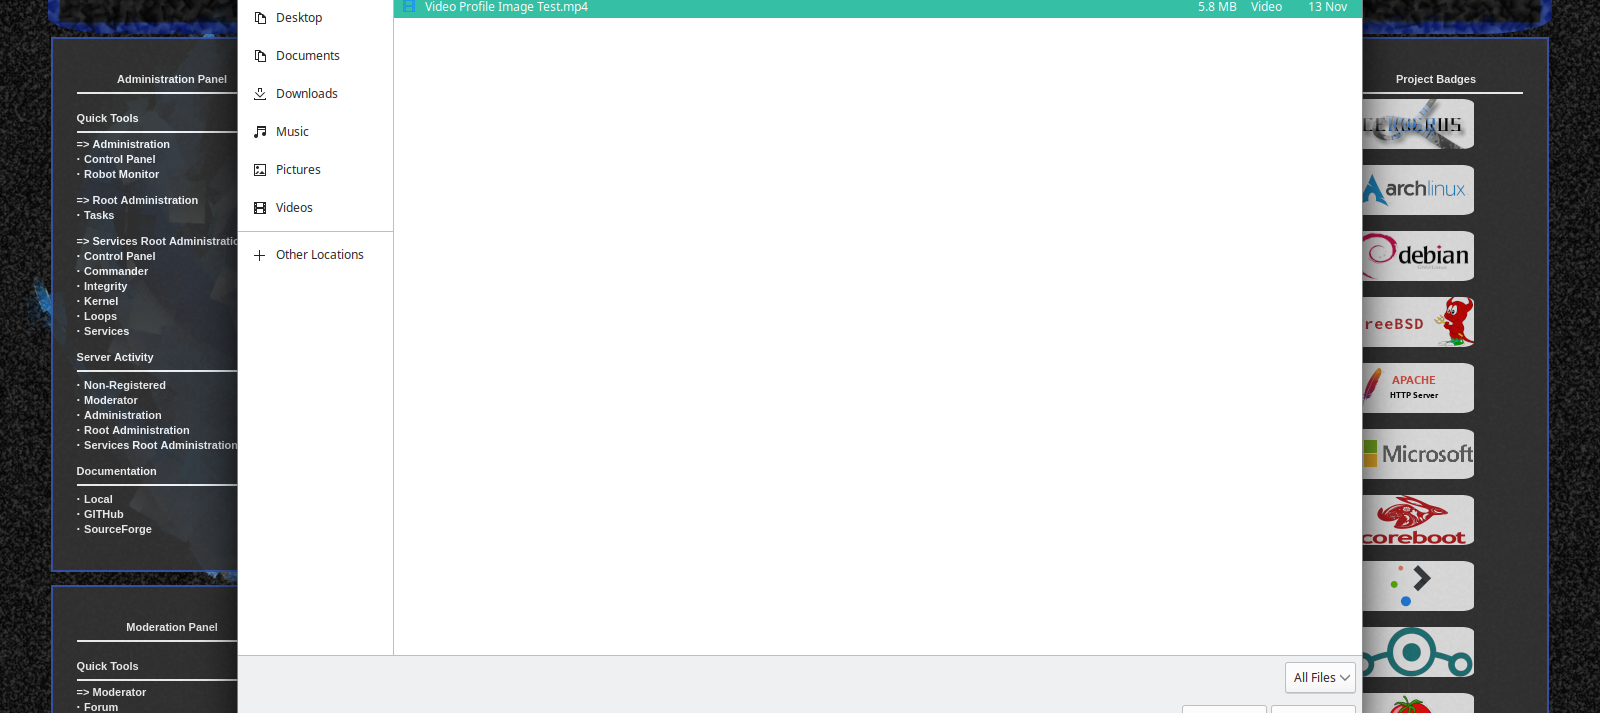 Video Profile Image Test.mp4 5.8 MB Video 13 Nov
Desktop
Documents
Downloads
Music
Pictures
Videos
Other Locations
All Files
Administration Panel
Quick Tools
=> Administration
· Control Panel
· Robot Monitor
=> Root Administration
· Tasks
=> Services Root Administratio
· Control Panel
· Commander
· Integrity
· Kernel
· Loops
· Services
Server Activity
· Non-Registered
· Moderator
· Administration
· Root Administration
· Services Root Administration
Documentation
· Local
· GITHub
· SourceForge
Moderation Panel
Quick Tools
=> Moderator
· Forum
Project Badges
archlinux
debian
reeBSD
APACHE
HTTP Server
Microsoft
coreboot